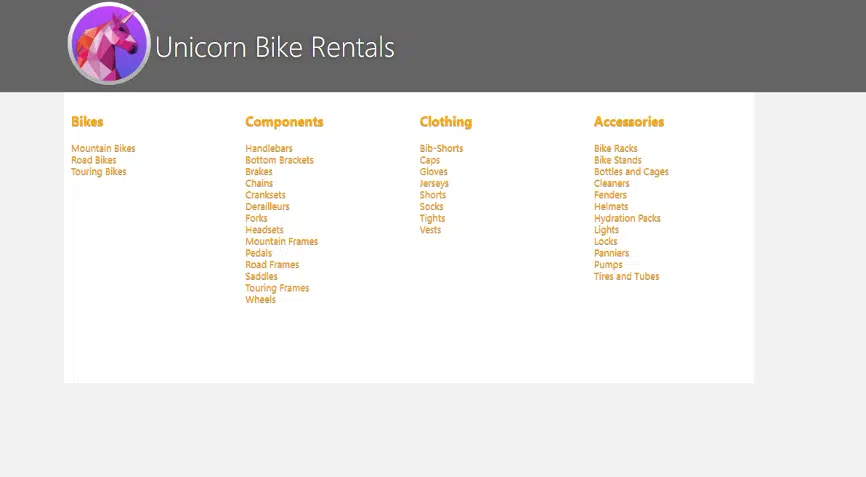 Unicorn Bike Rentals
Bikes
Mountain Bikes
Road Bikes
Touring Bikes
Components
Handlebars
Bottom Brackets
Brakes
Chains
Cranksets
Derailleurs
Forks
Headsets
Mountain Frames
Pedals
Road Frames
Saddles
Touring Frames
Wheels
Clothing
Bib-Shorts
Caps
Gloves
Jerseys
Shorts
Socks
Tights
Vests
Accessories
Bike Racks
Bike Stands
Bottles and Cages
Cleaners
Fenders
Helmets
Hydration Packs
Lights
Locks
Panniers
Pumps
Tires and Tubes